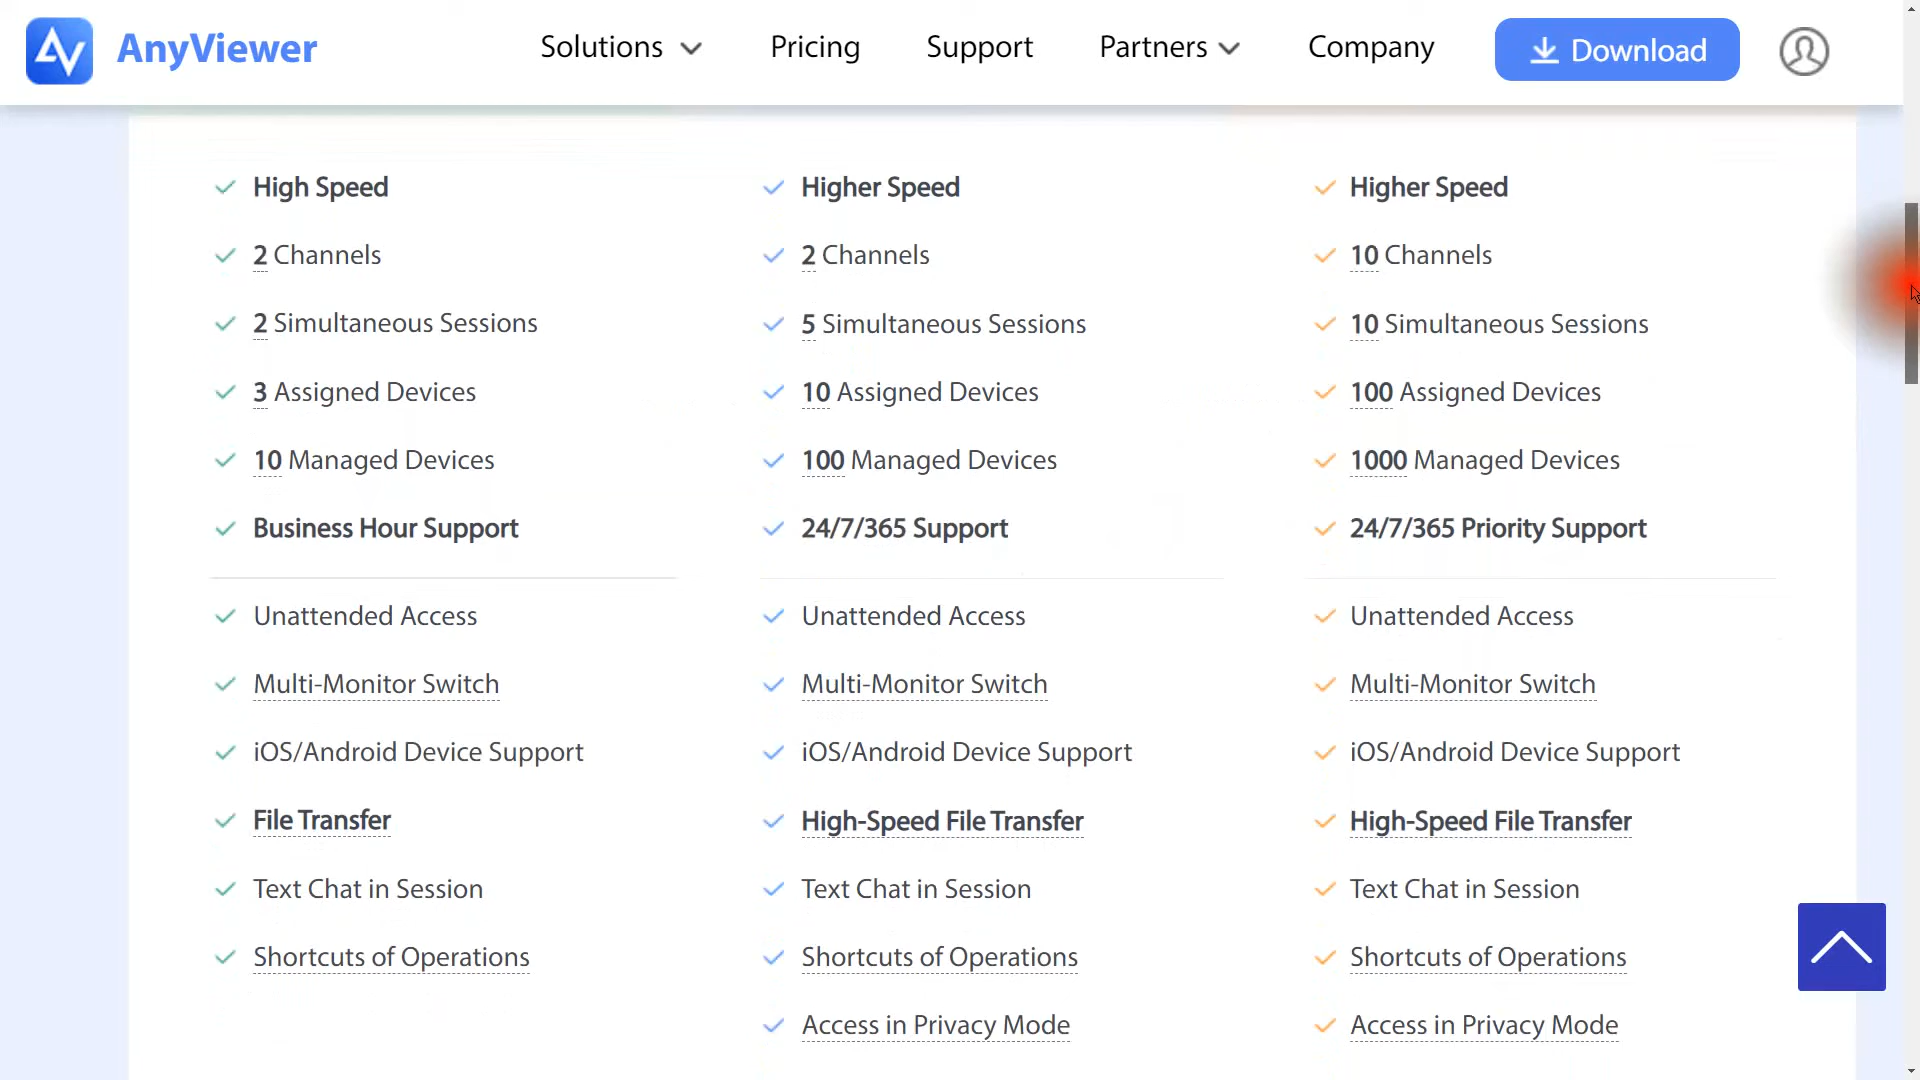 AnyViewer
Solutions
Pricing
Support
Partners
Company
Download
High Speed
2 Channels
2 Simultaneous Sessions
3 Assigned Devices
10 Managed Devices
Business Hour Support
Unattended Access
Multi-Monitor Switch
iOS/Android Device Support
File Transfer
Text Chat in Session
Shortcuts of Operations
Higher Speed
2 Channels
5 Simultaneous Sessions
10 Assigned Devices
100 Managed Devices
24/7/365 Support
Unattended Access
Multi-Monitor Switch
iOS/Android Device Support
High-Speed File Transfer
Text Chat in Session
Shortcuts of Operations
Access in Privacy Mode
Higher Speed
10 Channels
10 Simultaneous Sessions
100 Assigned Devices
1000 Managed Devices
24/7/365 Priority Support
Unattended Access
Multi-Monitor Switch
iOS/Android Device Support
High-Speed File Transfer
Text Chat in Session
Shortcuts of Operations
Access in Privacy Mode